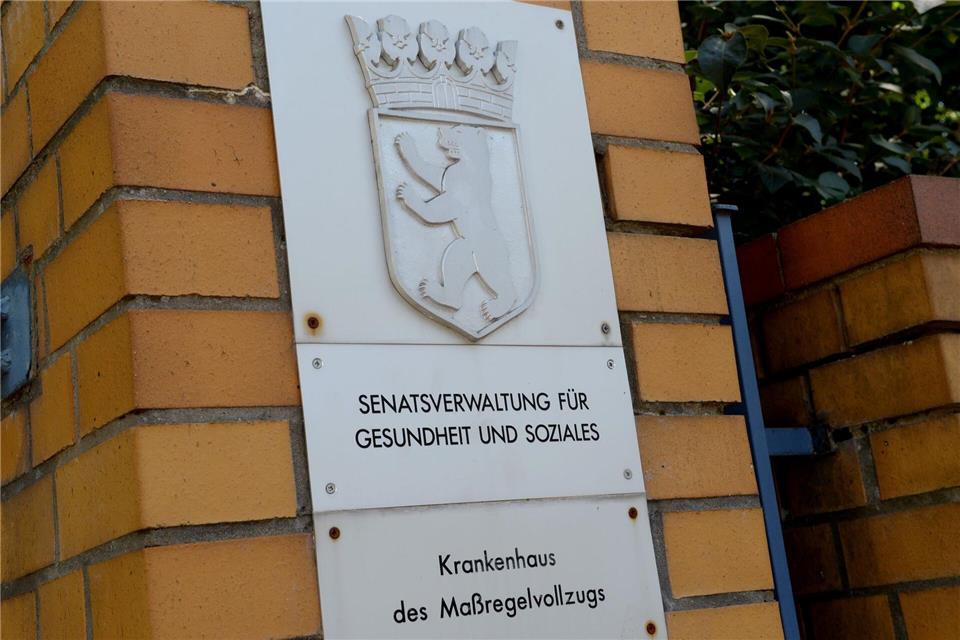 SENATSVERWALTUNG FÜR
GESUNDHEIT UND SOZIALES
Krankenhaus
des Maßregelvollzugs